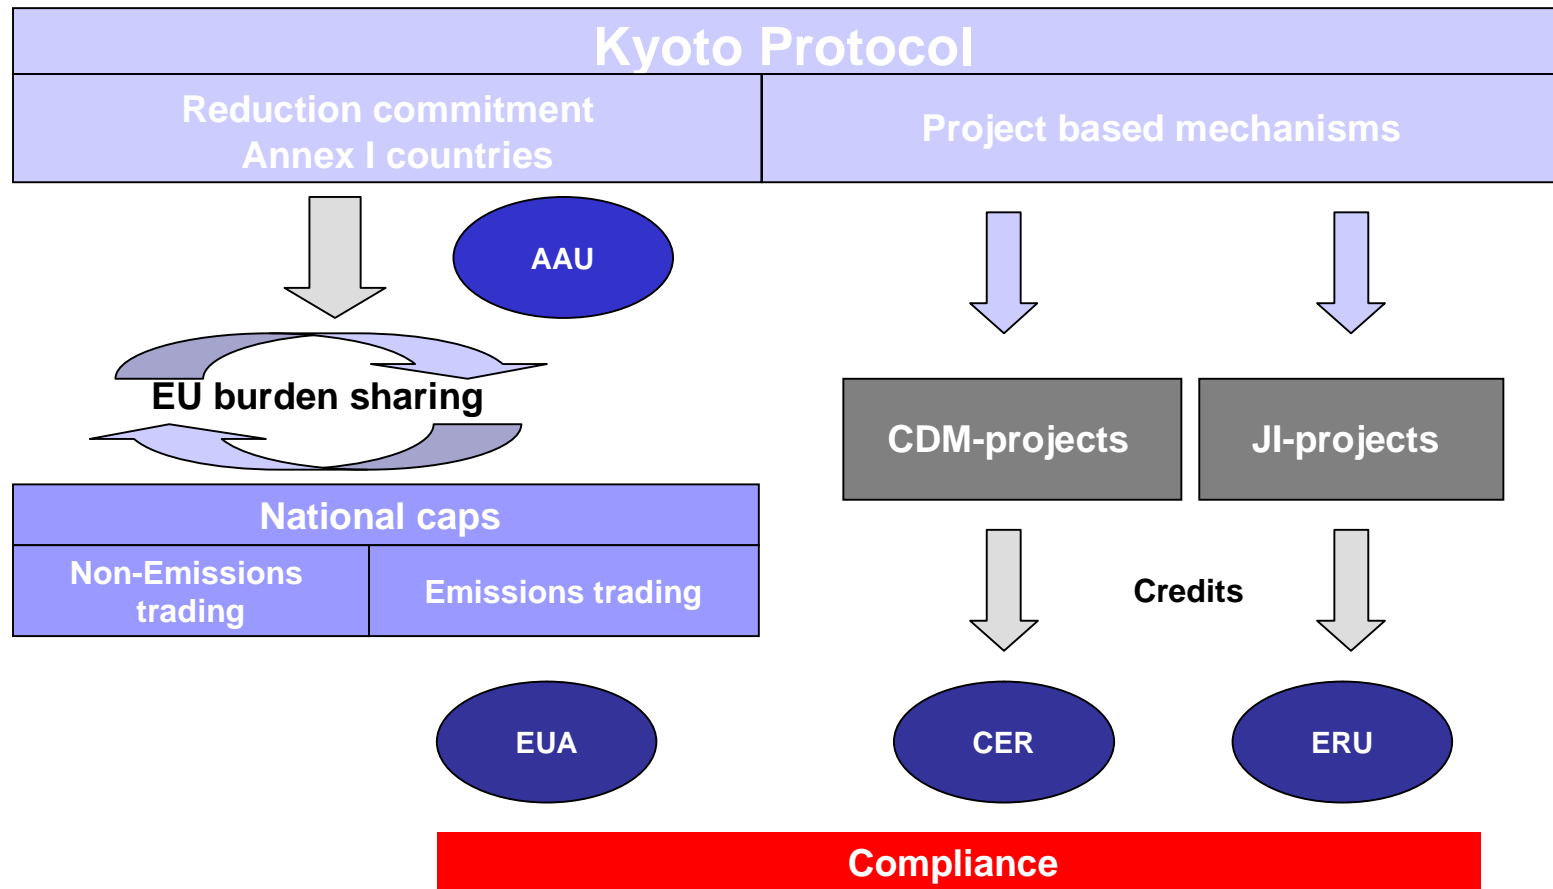 Kyoto Protocol
Reduction commitment
Annex I countries
Project based mechanisms
AAU
EU burden sharing
CDM-projects
JI-projects
National caps
Non-Emissions
trading
Emissions trading
Credits
EUA
CER
ERU
Compliance